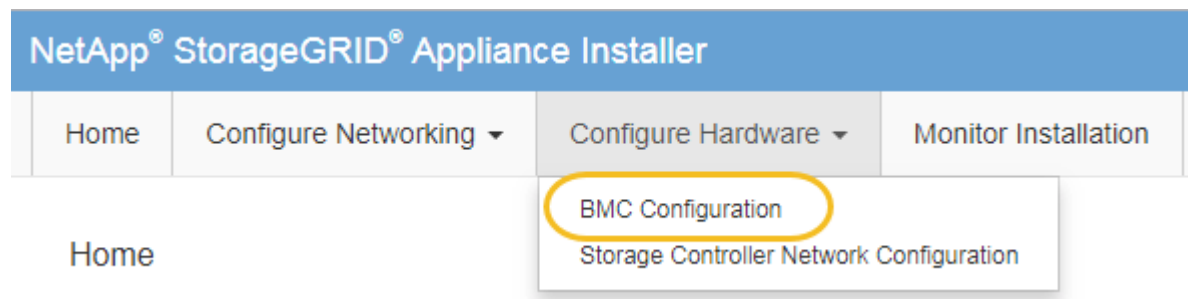 NetApp® StorageGRID® Appliance Installer
Home Configure Networking Configure Hardware Monitor Installation
BMC Configuration
Home
Storage Controller Network Configuration